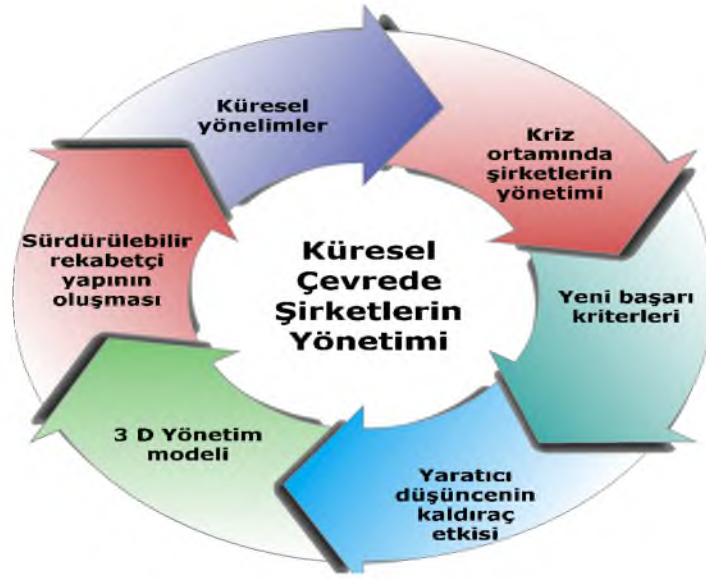 Küresel
yönelimler
Kriz
ortamında
şirketlerin
yönetimi
Yeni başarı
kriterleri
Yaratıcı
düşüncenin
kaldıraç
etkisi
3 D Yönetim
modeli
Sürdürülebilir
rekabetçi
yapının
oluşması
Küresel
Çevrede
Şirketlerin
Yönetimi